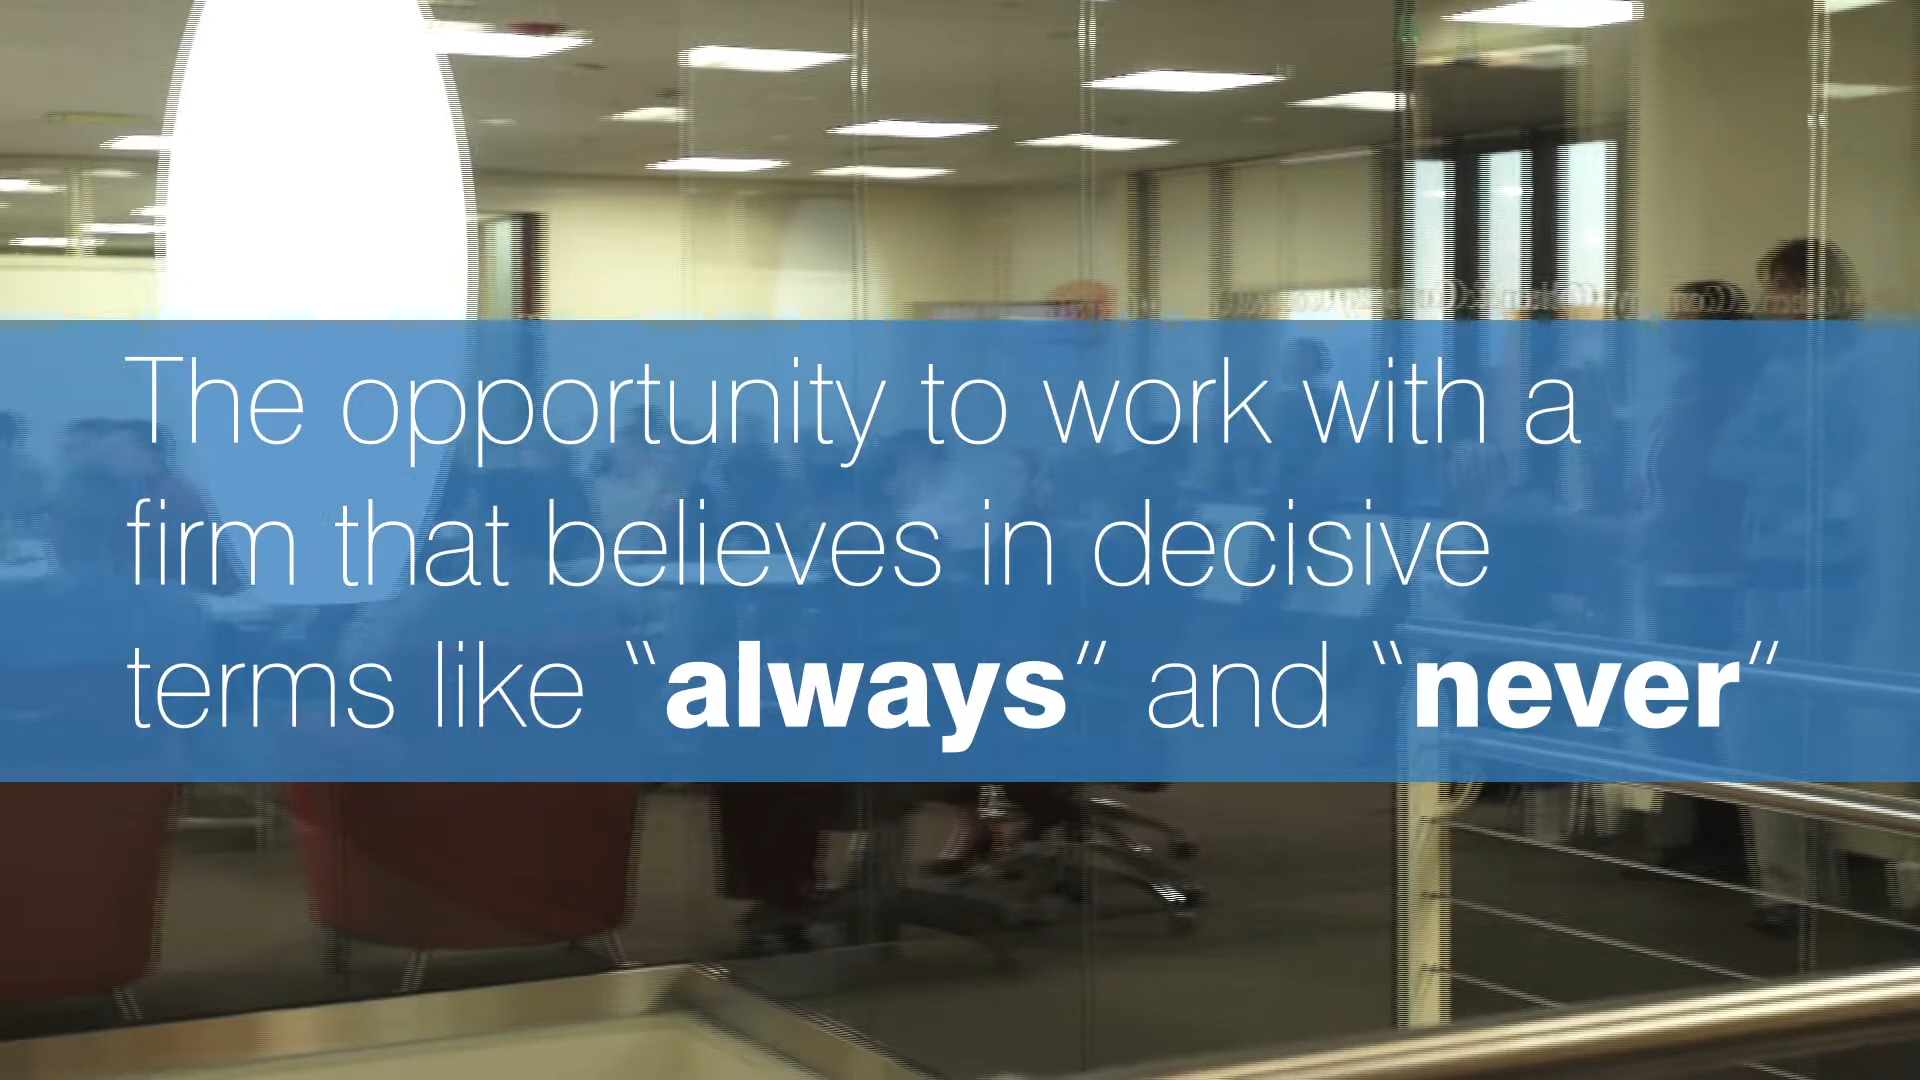 The opportunity to work with a
firm that believes in decisive
terms like “always” and “never”